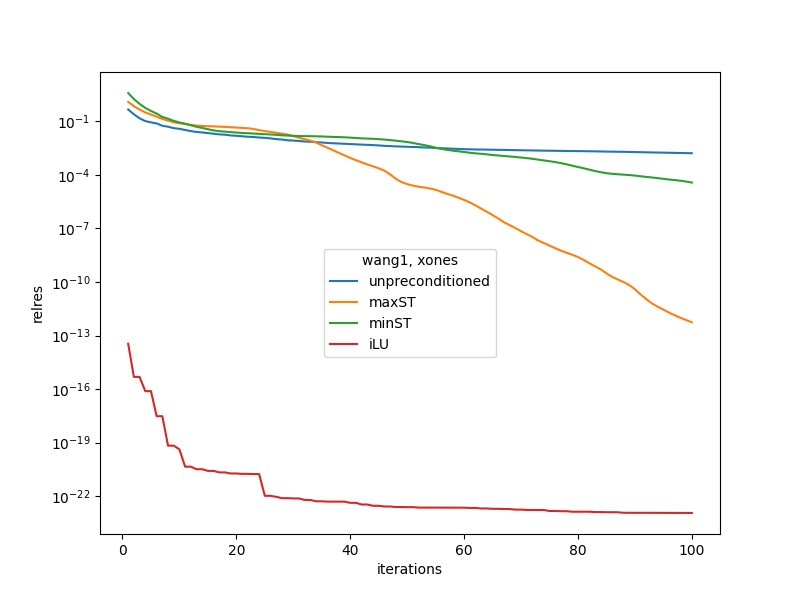 10⁻¹
10⁻⁴
10⁻⁷
10⁻¹⁰
10⁻¹³
10⁻¹⁶
10⁻¹⁹
10⁻²²
relres
wang1, xones
unpreconditioned
maxST
minST
iLU
0 20 40 60 80 100
iterations